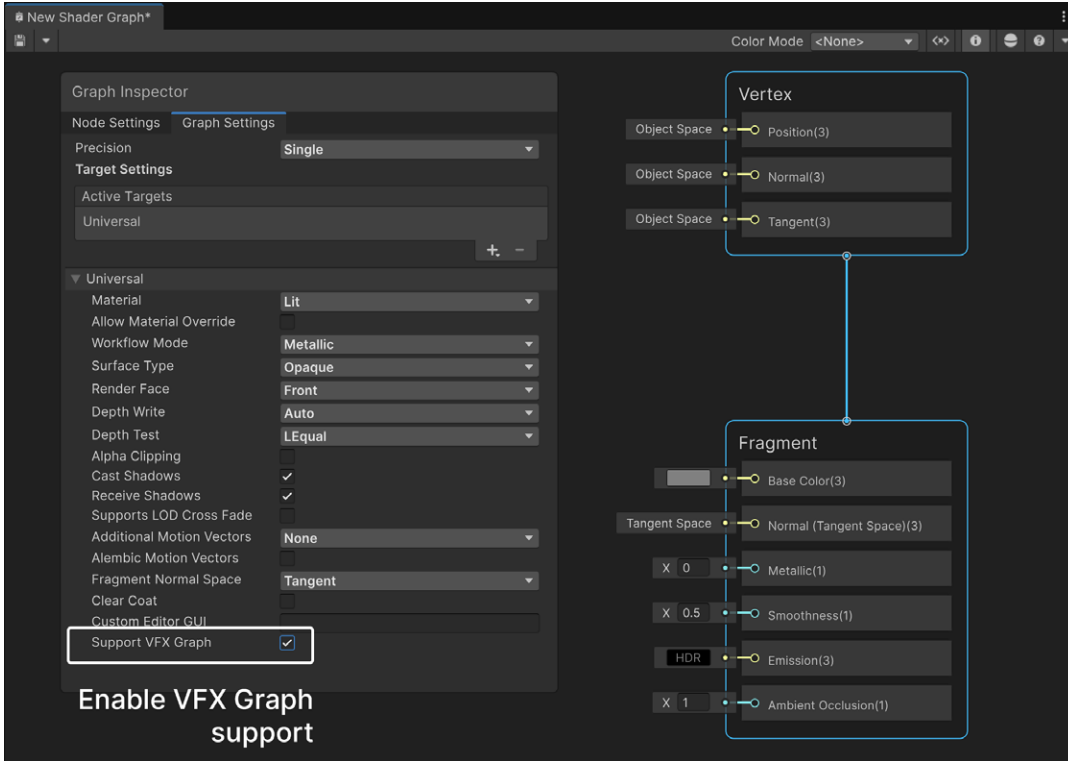 New Shader Graph*
Color Mode <None>
Graph Inspector
Node Settings Graph Settings
Precision Single
Target Settings
Active Targets
Universal
Universal
Material Lit
Allow Material Override
Workflow Mode Metallic
Surface Type Opaque
Render Face Front
Depth Write Auto
Depth Test LEqual
Alpha Clipping
Cast Shadows
Receive Shadows
Supports LOD Cross Fade
Additional Motion Vectors None
Alembic Motion Vectors
Fragment Normal Space Tangent
Clear Coat
Custom Editor GUI
Support VFX Graph
Enable VFX Graph
support
Vertex
Object Space Position(3)
Object Space Normal(3)
Object Space Tangent(3)
Fragment
Base Color(3)
Tangent Space Normal (Tangent Space)(3)
X 0 Metallic(1)
X 0.5 Smoothness(1)
HDR Emission(3)
X 1 Ambient Occlusion(1)